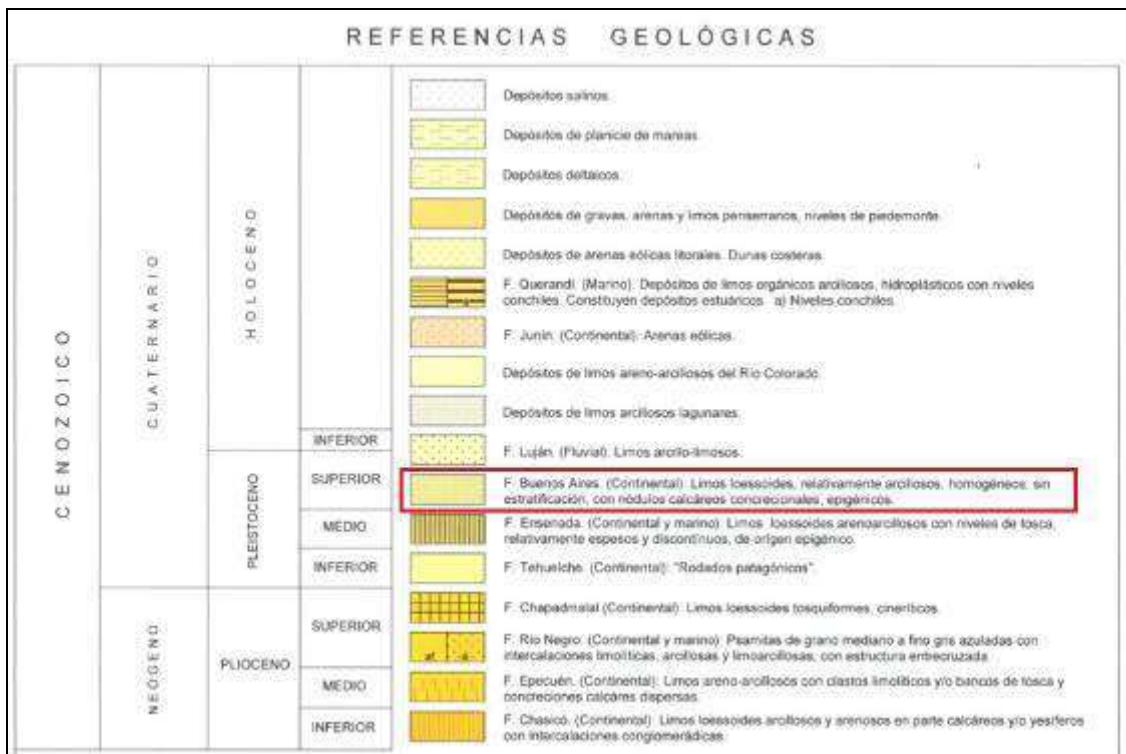 REFERENCIAS GEOLÓGICAS
CENOZOICO
CUATERNARIO
NEÓGENO
HOLOCENO
PLEISTOCENO
PLIOCENO
INFERIOR
SUPERIOR
MEDIO
INFERIOR
SUPERIOR
MEDIO
INFERIOR
Depósitos salinos.
Depósitos de planicie de mareas.
Depósitos deltaicos.
Depósitos de gravas, arenas y limos penserranos, niveles de piedemonte.
Depósitos de arenas eólicas litorales. Dunas costeras.
F. Querandí. (Marino). Depósitos de limos orgánicos arcillosos, hidroplásticos con niveles
conchiles. Constituyen depósitos estuáricos. a) Niveles conchiles.
a
F. Junín. (Continental). Arenas eólicas.
Depósitos de limos areno-arcillosos del Río Colorado.
Depósitos de limos arcillosos lagunares.
F. Luján. (Fluvial). Limos arcillo-limosos.
F. Buenos Aires. (Continental). Limos loessoides, relativamente arcillosos, homogéneos, sin
estratificación, con nódulos calcáreos concrecionales, epigénicos.
F. Ensenada. (Continental y marino). Limos loessoides arenoarcillosos con niveles de tosca,
relativamente espesos y discontínuos, de origen epigénico.
F. Tehuelche. (Continental). "Rodados patagónicos".
F. Chapadmalal (Continental). Limos loessoides tosquiformes, cineríticos.
F. Río Negro. (Continental y marino). Psamitas de grano mediano a fino gris azuladas con
intercalaciones limolíticas, arcillosas y limoarcillosas, con estructura entrecruzada
F. Epecuén. (Continental). Limos areno-arcillosos con clastos limolíticos y/o bancos de tosca y
concreciones calcáres dispersas.
F. Chasicó. (Continental). Limos loessoides arcillosos y arenosos en parte calcáreos y/o yesíferos
con intercalaciones conglomerádicas.